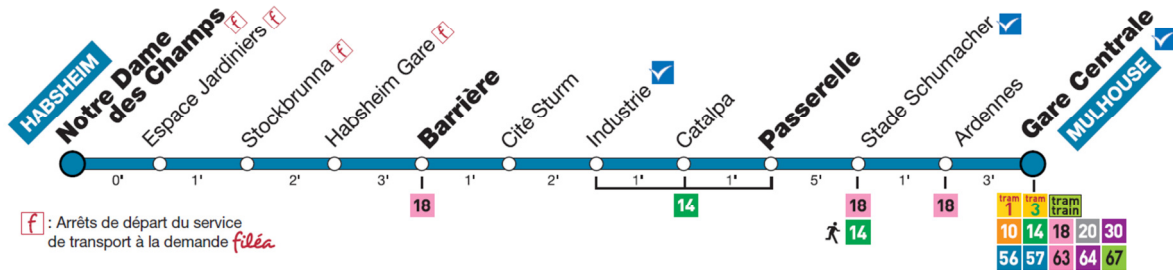 HABSHEIM
Notre Dame
des Champs f
Espace Jardiniers f
Stockbrunna f
Habsheim Gare f
Barrière
Cité Sturm
Industrie
Catalpa
Passerelle
Stade Schumacher
Ardennes
Gare Centrale
MULHOUSE
0' 1' 2' 3' 1' 2' 1' 1' 5' 1' 3'
18
14
18
14
18
tram 1 tram 3 tram train
10 14 18 20 30
56 57 63 64 67
f : Arrêts de départ du service
de transport à la demande filéa